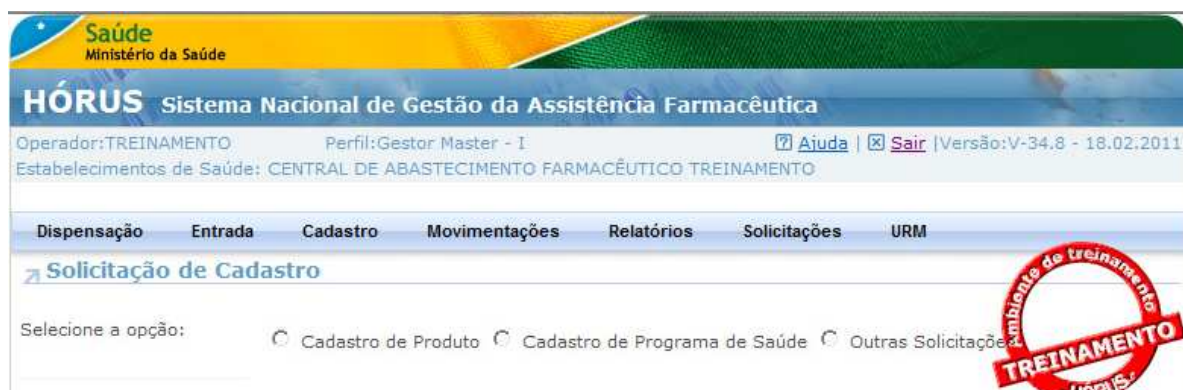 Saúde
Ministério da Saúde
HÓRUS Sistema Nacional de Gestão da Assistência Farmacêutica
Operador:TREINAMENTO Perfil:Gestor Master - I Ajuda | Sair |Versão:V-34.8 - 18.02.2011
Estabelecimentos de Saúde: CENTRAL DE ABASTECIMENTO FARMACÊUTICO TREINAMENTO
Dispensação Entrada Cadastro Movimentações Relatórios Solicitações URM
Solicitação de Cadastro
Selecione a opção: Cadastro de Produto Cadastro de Programa de Saúde Outras Solicitações
Ambiente de treinamento
TREINAMENTO
HÓRUS